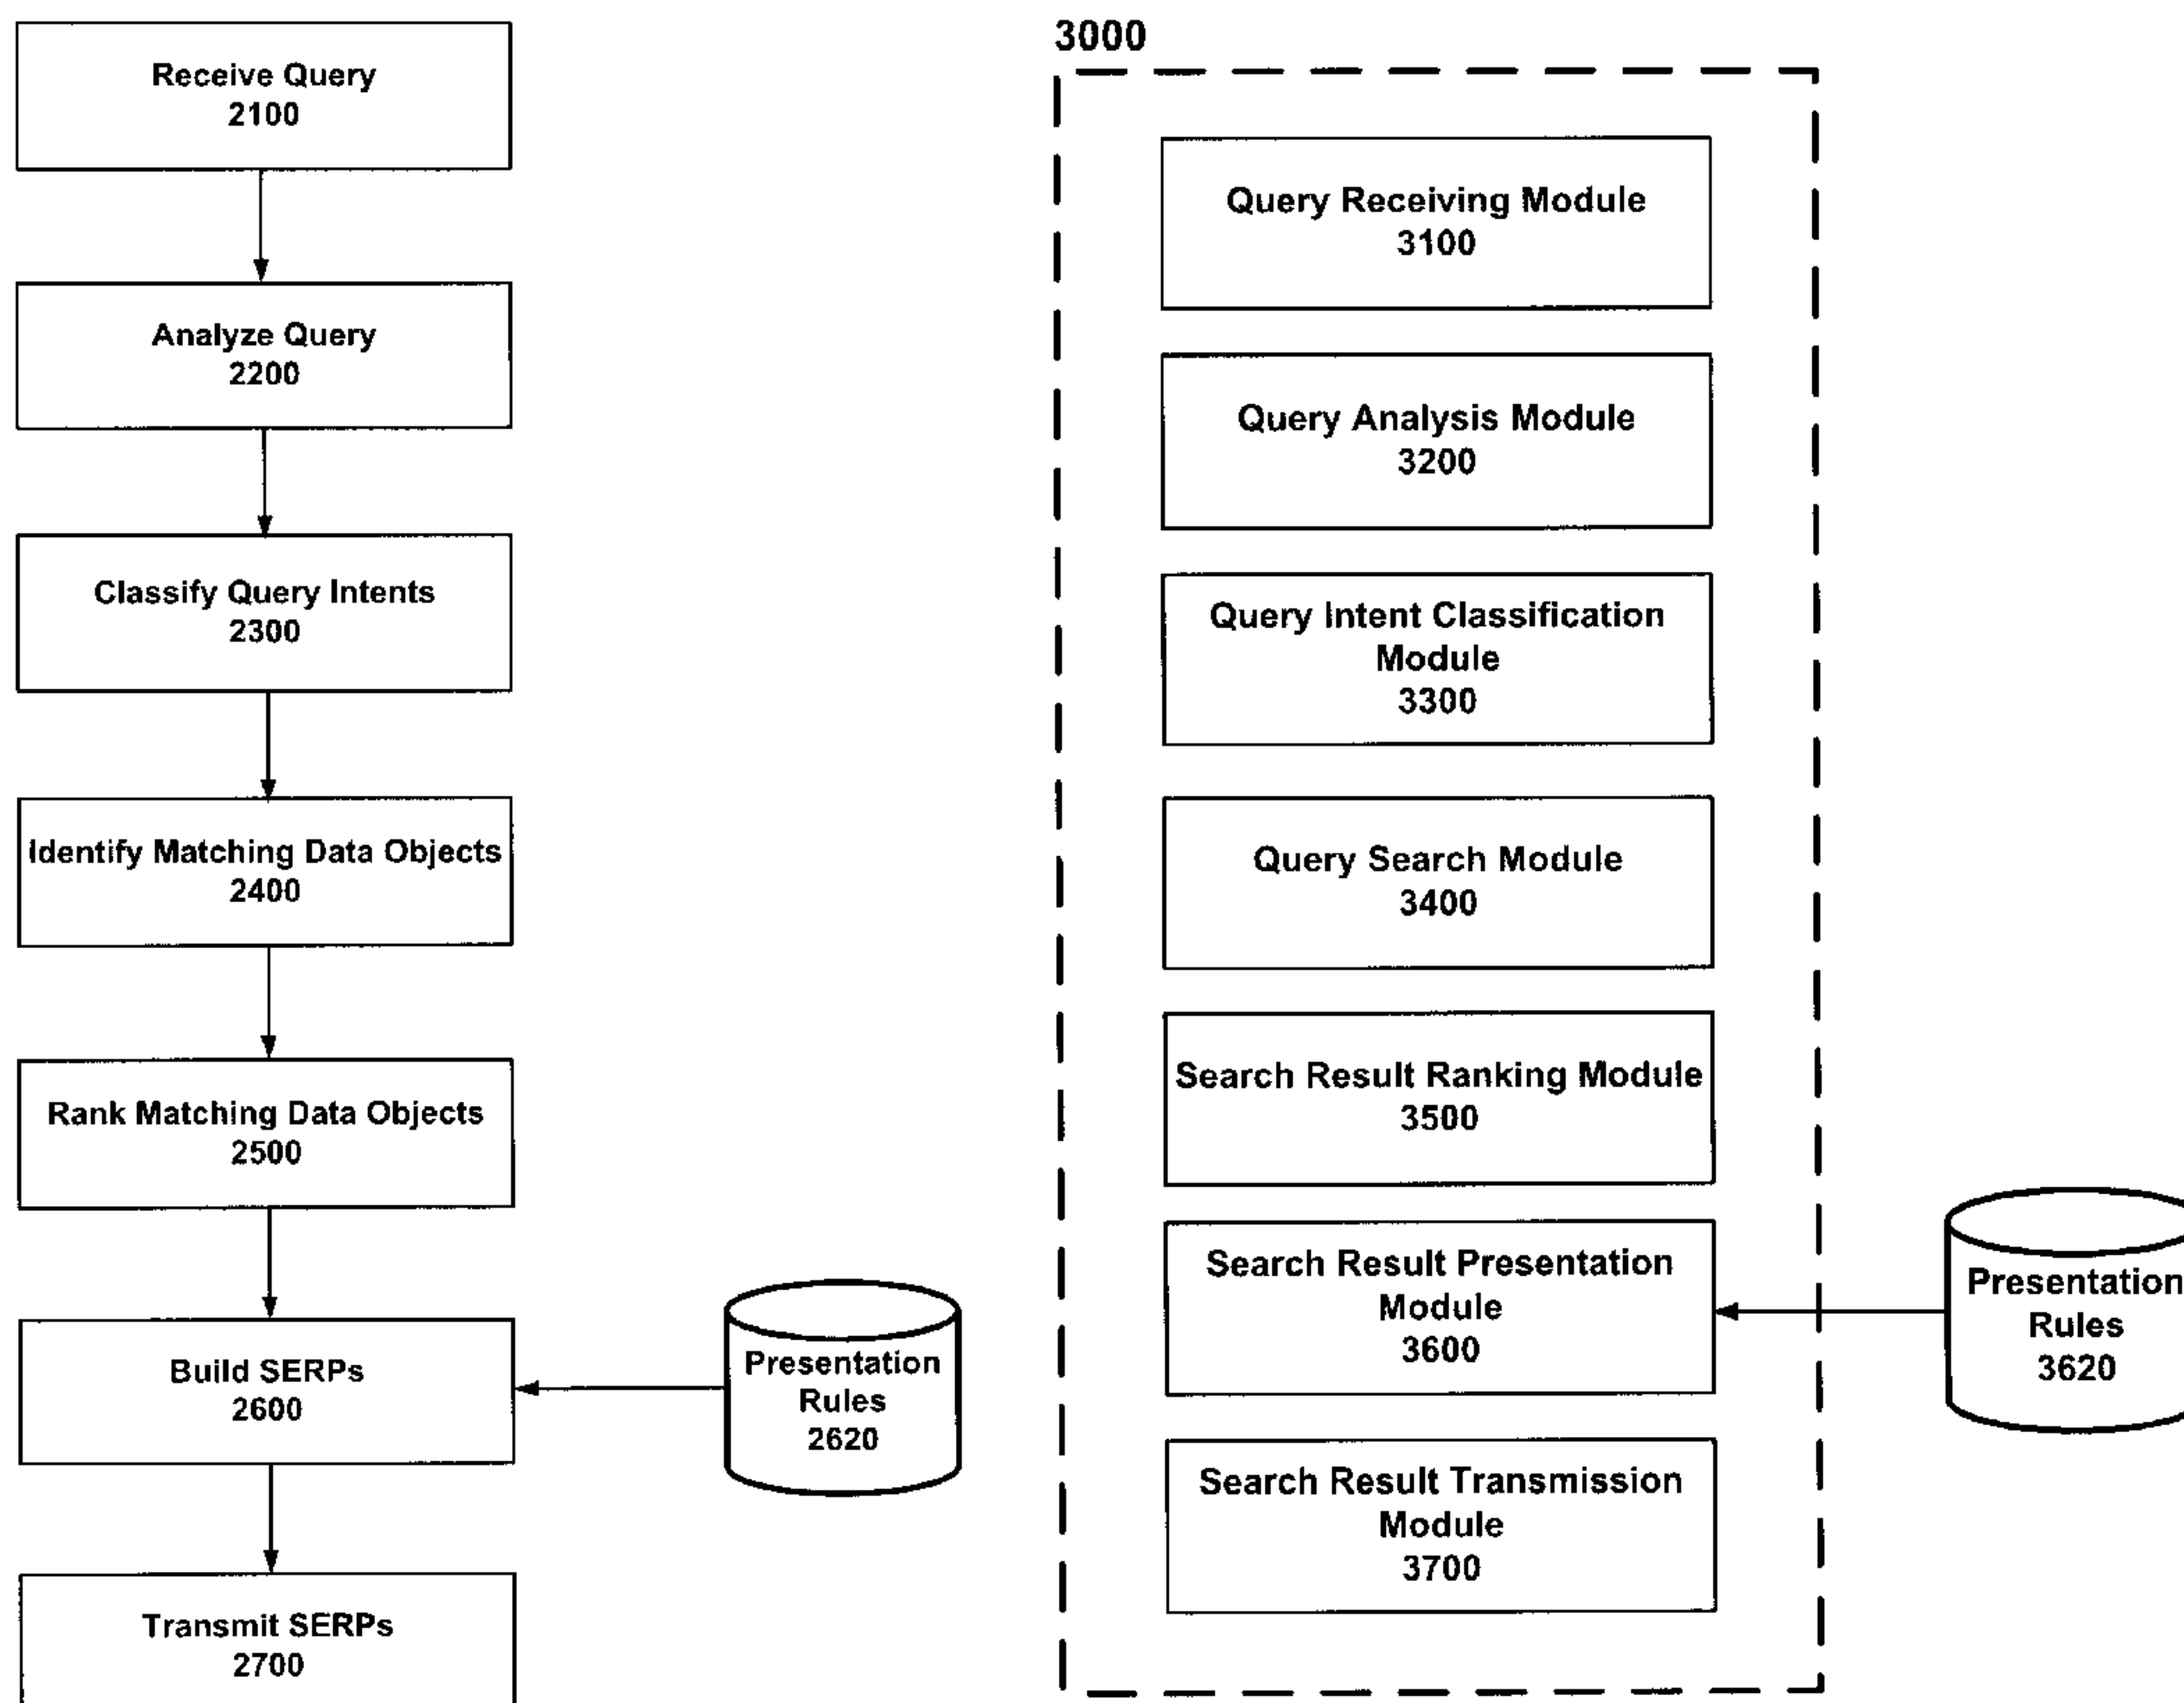 Receive Query
2100
Analyze Query
2200
Classify Query Intents
2300
Identify Matching Data Objects
2400
Rank Matching Data Objects
2500
Build SERPs
2600
Presentation
Rules
2620
Transmit SERPs
2700
3000
Query Receiving Module
3100
Query Analysis Module
3200
Query Intent Classification
Module
3300
Query Search Module
3400
Search Result Ranking Module
3500
Search Result Presentation
Module
3600
Presentation
Rules
3620
Search Result Transmission
Module
3700